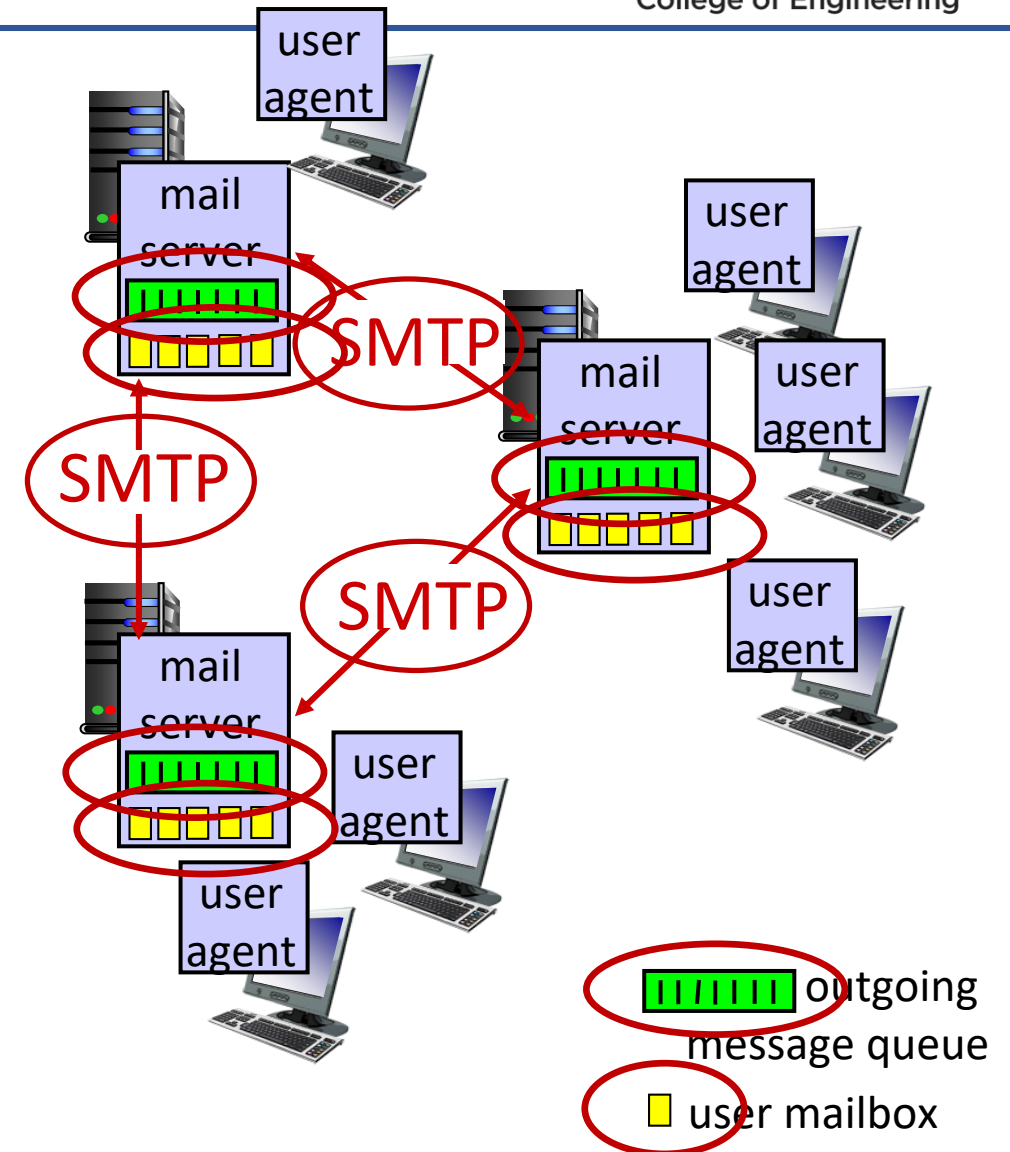 College of Engineering
user
agent
mail
server
user
agent
SMTP
mail
server
user
agent
SMTP
SMTP
user
agent
mail
server
user
agent
user
agent
outgoing
message queue
user mailbox